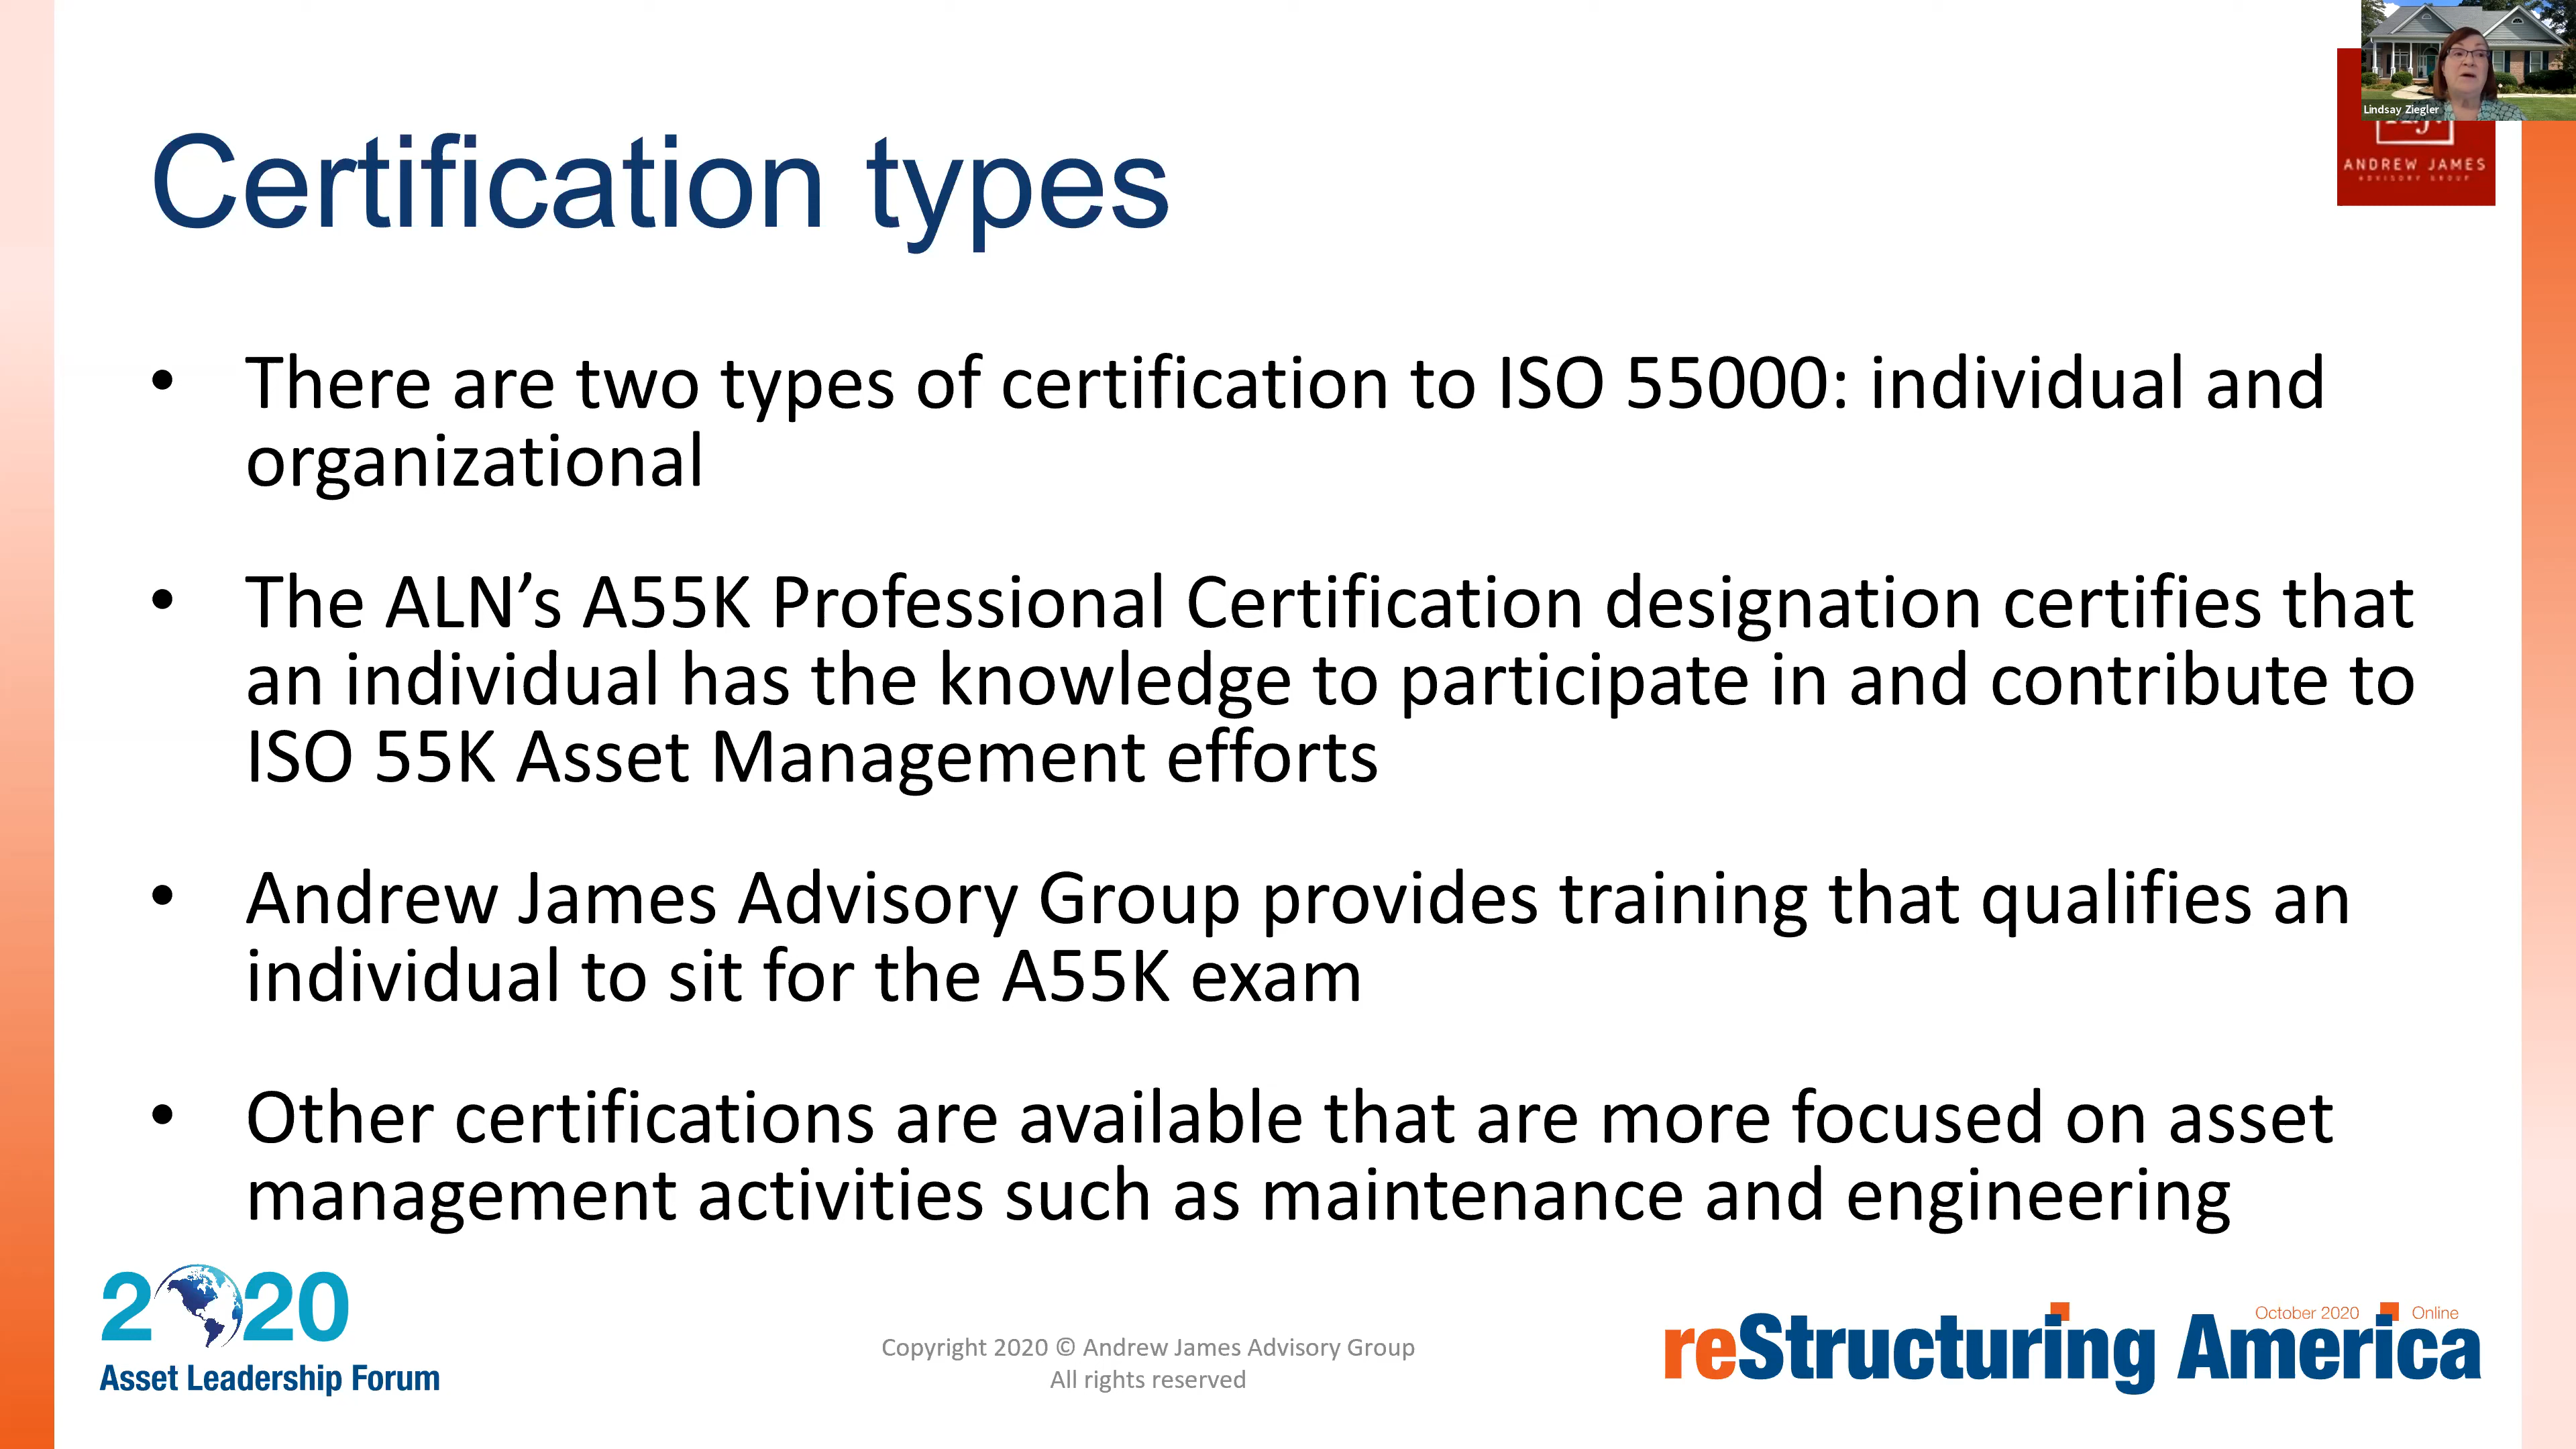 Lindsay Ziegler
ANDREW JAMES
ADVISORY GROUP
Certification types
• There are two types of certification to ISO 55000: individual and
organizational
• The ALN’s A55K Professional Certification designation certifies that
an individual has the knowledge to participate in and contribute to
ISO 55K Asset Management efforts
• Andrew James Advisory Group provides training that qualifies an
individual to sit for the A55K exam
• Other certifications are available that are more focused on asset
management activities such as maintenance and engineering
2020
Asset Leadership Forum
Copyright 2020 © Andrew James Advisory Group
All rights reserved
October 2020 Online
reStructuring America